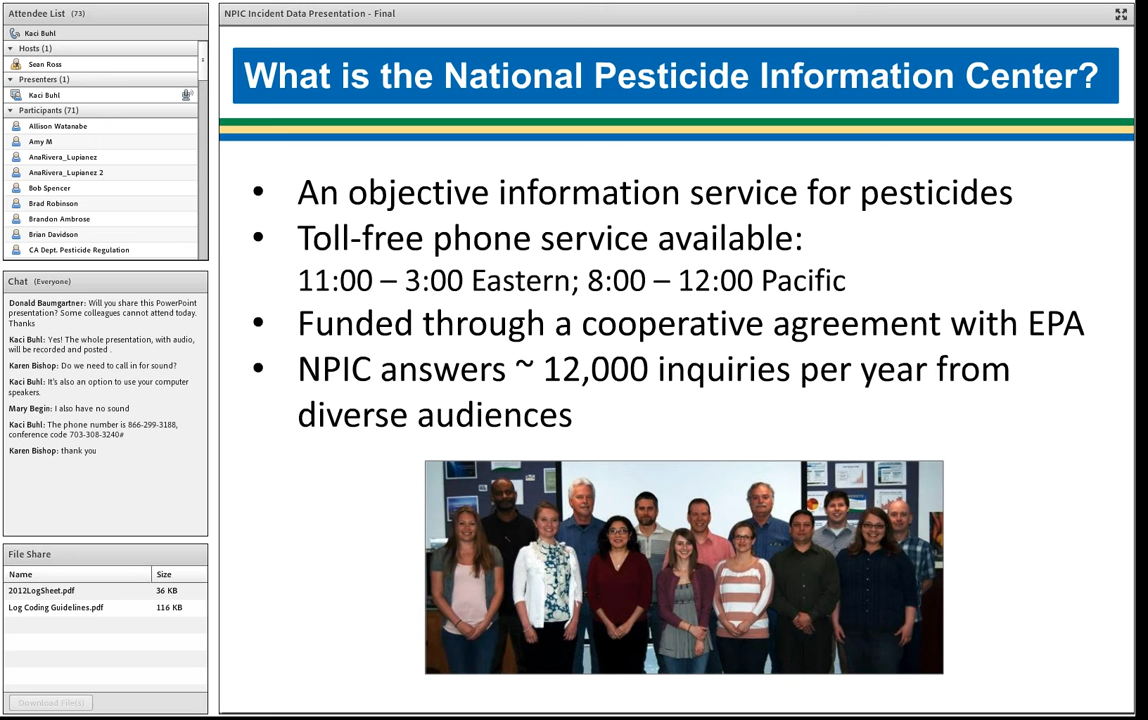 Attendee List (73)
Kaci Buhl
Hosts (1)
Sean Ross
Presenters (1)
Kaci Buhl
Participants (71)
Allison Watanabe
Amy M
AnaRivera_Lupianez
AnaRivera_Lupianez 2
Bob Spencer
Brad Robinson
Brandon Ambrose
Brian Davidson
CA Dept. Pesticide Regulation
Chat (Everyone)
Donald Baumgartner: Will you share this PowerPoint
presentation? Some colleagues cannot attend today.
Thanks
Kaci Buhl: Yes! The whole presentation, with audio,
will be recorded and posted .
Karen Bishop: Do we need to call in for sound?
Kaci Buhl: It's also an option to use your computer
speakers.
Mary Begin: I also have no sound
Kaci Buhl: The phone number is 866-299-3188,
conference code 703-308-3240#
Karen Bishop: thank you
File Share
Name Size
2012LogSheet.pdf 36 KB
Log Coding Guidelines.pdf 116 KB
Download File(s)
NPIC Incident Data Presentation - Final
What is the National Pesticide Information Center?
• An objective information service for pesticides
• Toll-free phone service available:
11:00 – 3:00 Eastern; 8:00 – 12:00 Pacific
• Funded through a cooperative agreement with EPA
• NPIC answers ~ 12,000 inquiries per year from
diverse audiences